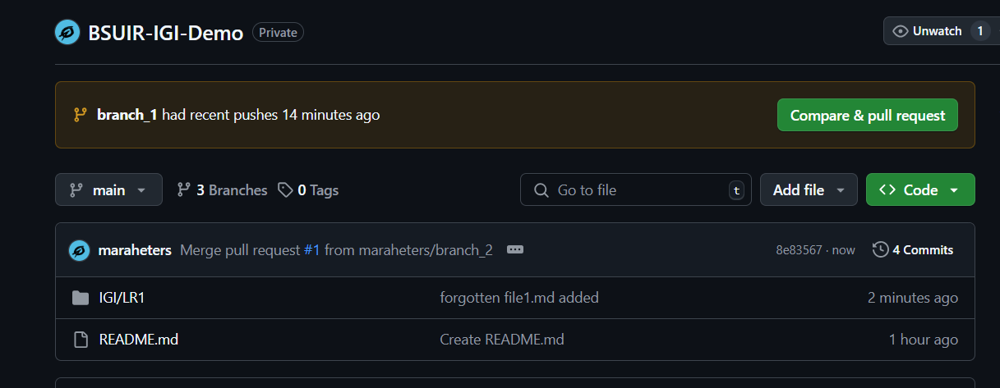 BSUIR-IGI-Demo Private Unwatch 1
branch_1 had recent pushes 14 minutes ago Compare & pull request
main 3 Branches 0 Tags Go to file t Add file Code
maraheters Merge pull request #1 from maraheters/branch_2 8e83567 · now 4 Commits
IGI/LR1 forgotten file1.md added 2 minutes ago
README.md Create README.md 1 hour ago